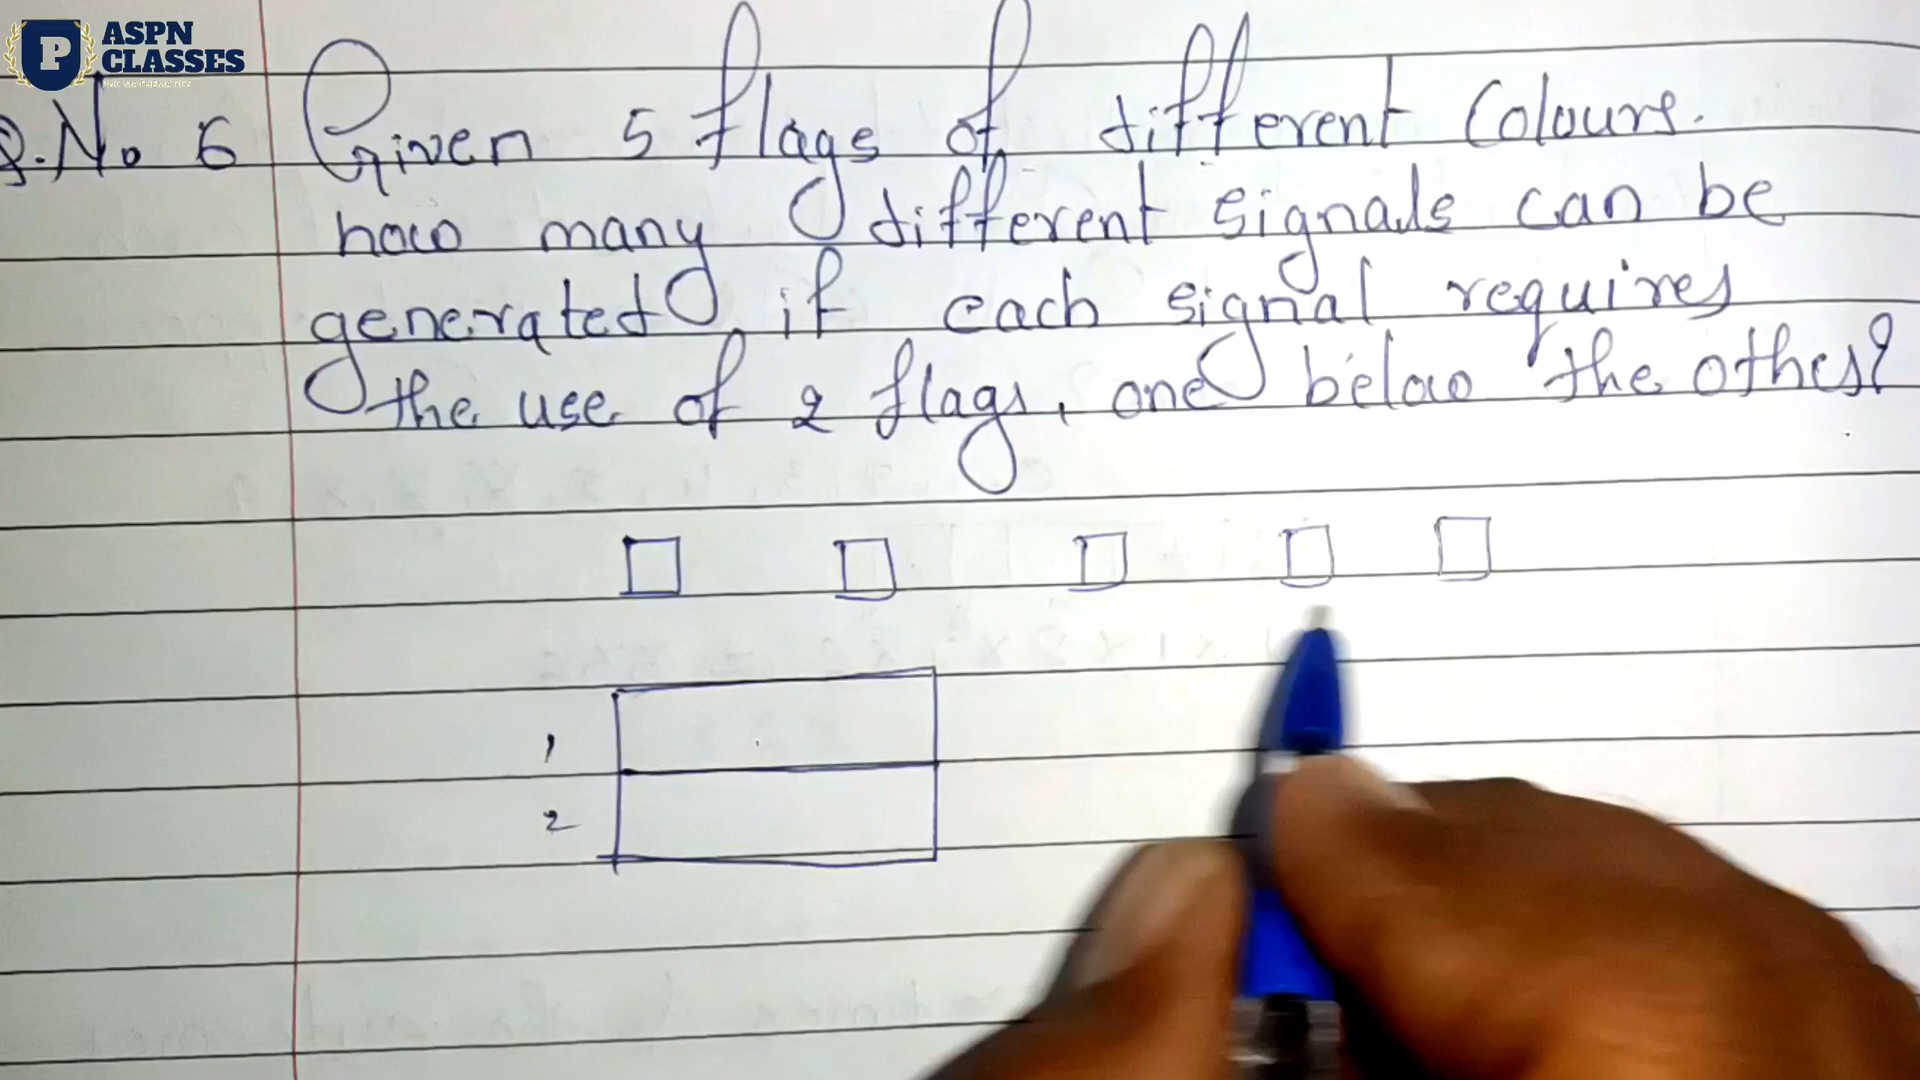 ASPN
CLASSES
Q.No 6 Given 5 flags of different Colours.
how many different signals can be
generated if each signal requires
the use of 2 flags, one below the other?
1
2